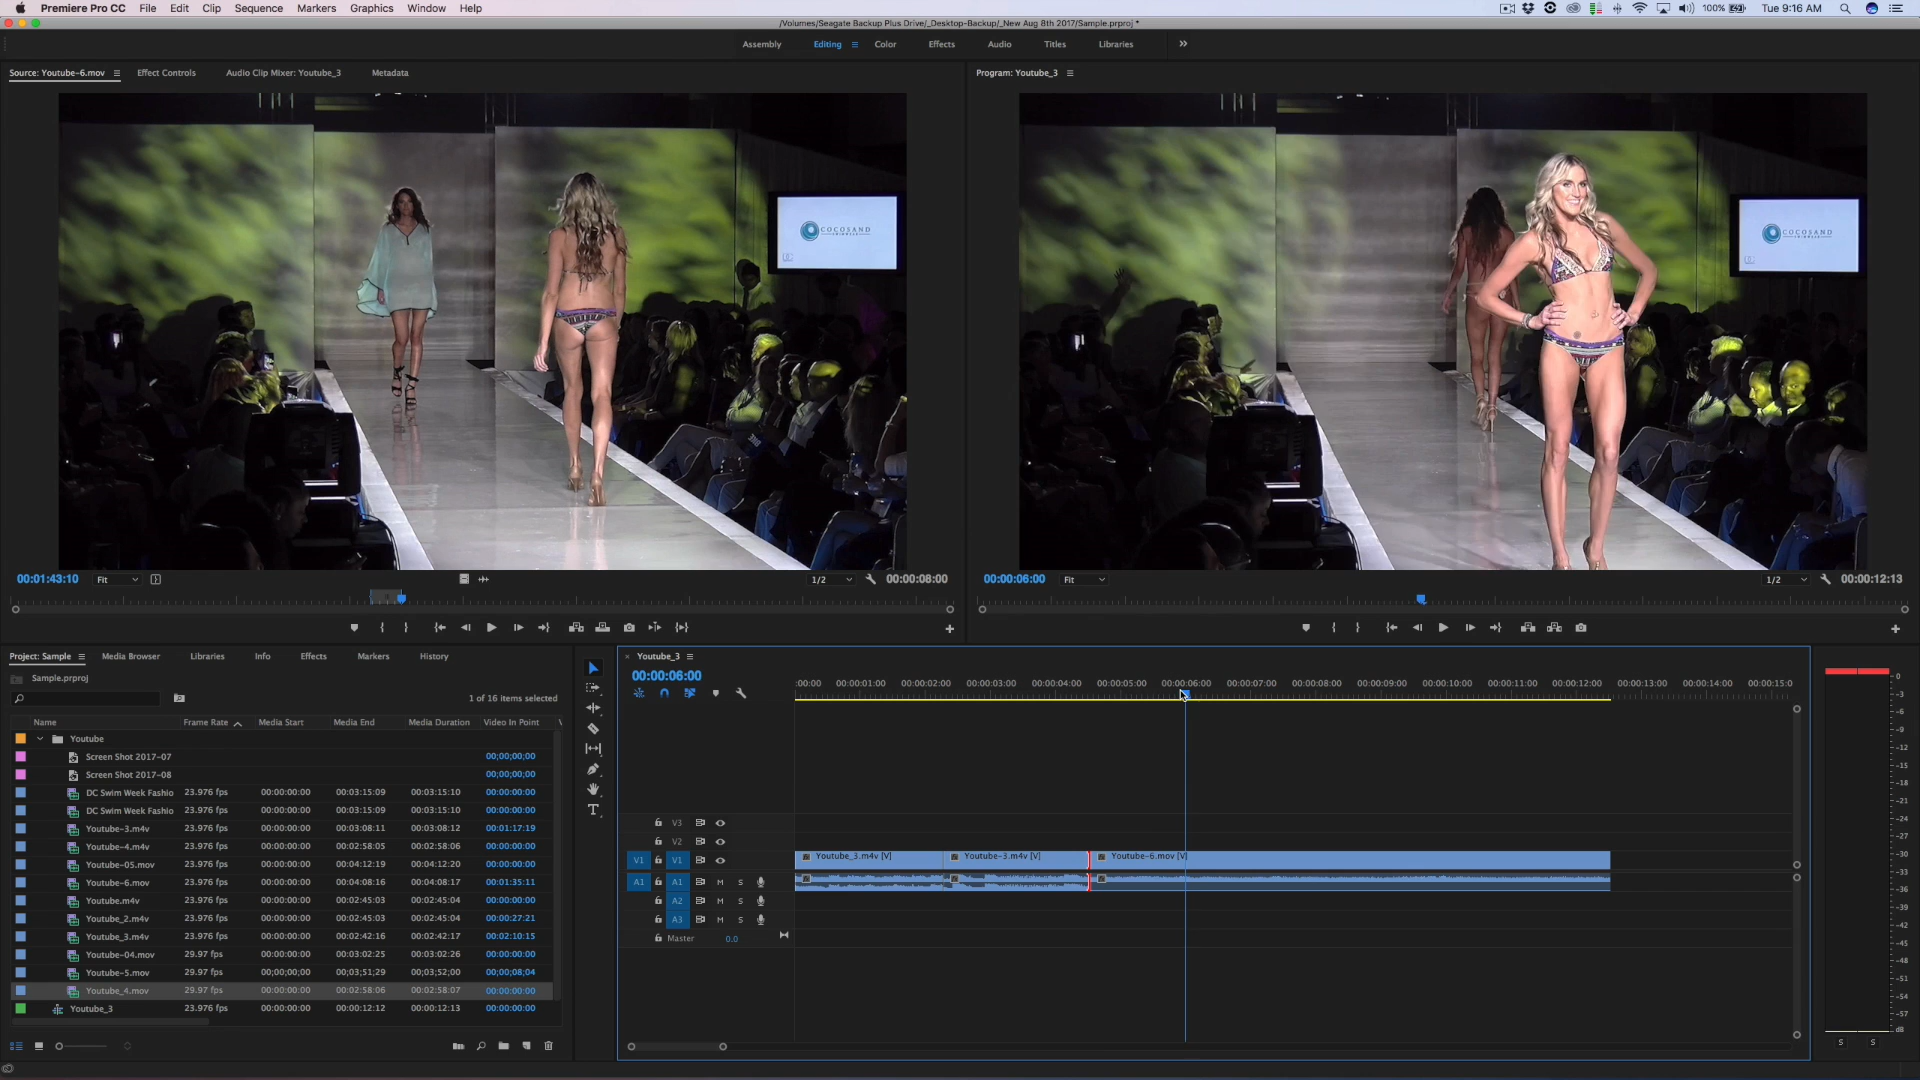 Premiere Pro CC File Edit Clip Sequence Markers Graphics Window Help 100% Tue 9:16 AM
/Volumes/Seagate Backup Plus Drive/_Desktop-Backup/_New Aug 8th 2017/Sample.prproj *
Assembly Editing Color Effects Audio Titles Libraries
Source: Youtube-6.mov Effect Controls Audio Clip Mixer: Youtube_3 Metadata
Program: Youtube_3
COCOSAND
COCOSAND
00:01:43:10 Fit 1/2 00:00:08:00
00:00:06:00 Fit 1/2 00:00:12:13
Project: Sample Media Browser Libraries Info Effects Markers History
Sample.prproj
1 of 16 items selected
Name Frame Rate Media Start Media End Media Duration Video In Point
Youtube
Screen Shot 2017-07 00;00;00;00
Screen Shot 2017-08 00;00;00;00
DC Swim Week Fashio 23.976 fps 00:00:00:00 00:03:15:09 00:03:15:10 00:00:00:00
DC Swim Week Fashio 23.976 fps 00:00:00:00 00:03:15:09 00:03:15:10 00:00:00:00
Youtube-3.m4v 23.976 fps 00:00:00:00 00:03:08:11 00:03:08:12 00:01:17:19
Youtube-4.m4v 23.976 fps 00:00:00:00 00:02:58:05 00:02:58:06 00:00:00:00
Youtube-05.mov 23.976 fps 00:00:00:00 00:04:12:19 00:04:12:20 00:00:00:00
Youtube-6.mov 23.976 fps 00:00:00:00 00:04:08:16 00:04:08:17 00:01:35:11
Youtube.m4v 23.976 fps 00:00:00:00 00:02:45:03 00:02:45:04 00:00:00:00
Youtube_2.m4v 23.976 fps 00:00:00:00 00:02:45:03 00:02:45:04 00:00:27:21
Youtube_3.m4v 23.976 fps 00:00:00:00 00:02:42:16 00:02:42:17 00:02:10:15
Youtube-04.mov 29.97 fps 00:00:00:00 00:03:02:25 00:03:02:26 00:00:00:00
Youtube-5.mov 29.97 fps 00;00;00;00 00;03;51;29 00;03;52;00 00;00;08;04
Youtube_4.mov 29.97 fps 00:00:00:00 00:02:58:06 00:02:58:07 00:00:00:00
Youtube_3 23.976 fps 00:00:00:00 00:00:12:12 00:00:12:13 00:00:00:00
Youtube_3
00:00:06:00
:00:00 00:00:01:00 00:00:02:00 00:00:03:00 00:00:04:00 00:00:05:00 00:00:06:00 00:00:07:00 00:00:08:00 00:00:09:00 00:00:10:00 00:00:11:00 00:00:12:00 00:00:13:00 00:00:14:00 00:00:15:0
V3
V2
V1 V1 Youtube_3.m4v [V] Youtube-3.m4v [V] Youtube-6.mov [V]
A1 A1 M S
A2 M S
A3 M S
Master 0.0
0
-3
-6
-9
-12
-15
-18
-21
-24
-27
-30
-33
-36
-39
-42
-45
-48
-51
-54
-57
dB
S S